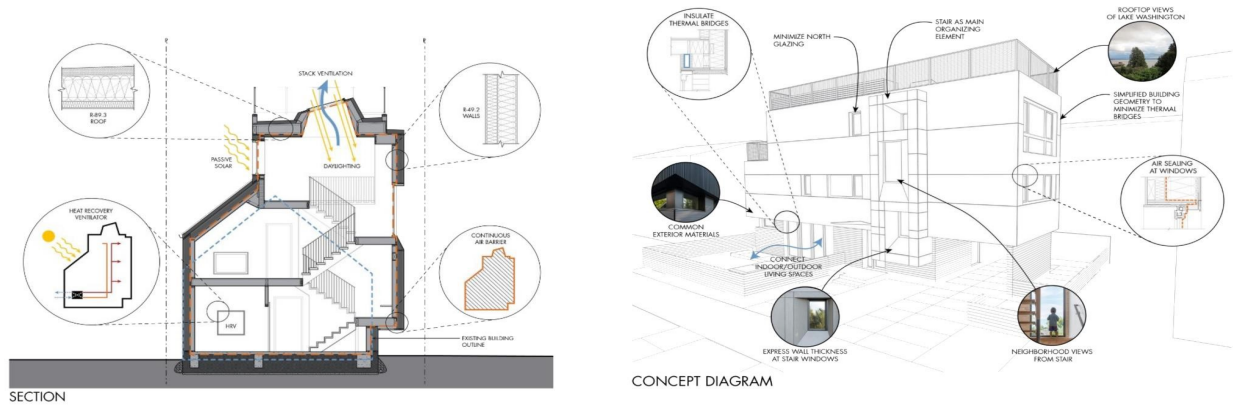 STACK VENTILATION
R-89.3
ROOF
R-49.2
WALLS
PASSIVE
SOLAR
DAYLIGHTING
HEAT RECOVERY
VENTILATOR
CONTINUOUS
AIR BARRIER
HRV
EXISTING BUILDING
OUTLINE
SECTION
INSULATE
THERMAL BRIDGES
MINIMIZE NORTH
GLAZING
STAIR AS MAIN
ORGANIZING
ELEMENT
ROOFTOP VIEWS
OF LAKE WASHINGTON
SIMPLIFIED BUILDING
GEOMETRY TO
MINIMIZE THERMAL
BRIDGES
AIR SEALING
AT WINDOWS
COMMON
EXTERIOR MATERIALS
CONNECT
INDOOR/OUTDOOR
LIVING SPACES
EXPRESS WALL THICKNESS
AT STAIR WINDOWS
NEIGHBORHOOD VIEWS
FROM STAIR
CONCEPT DIAGRAM